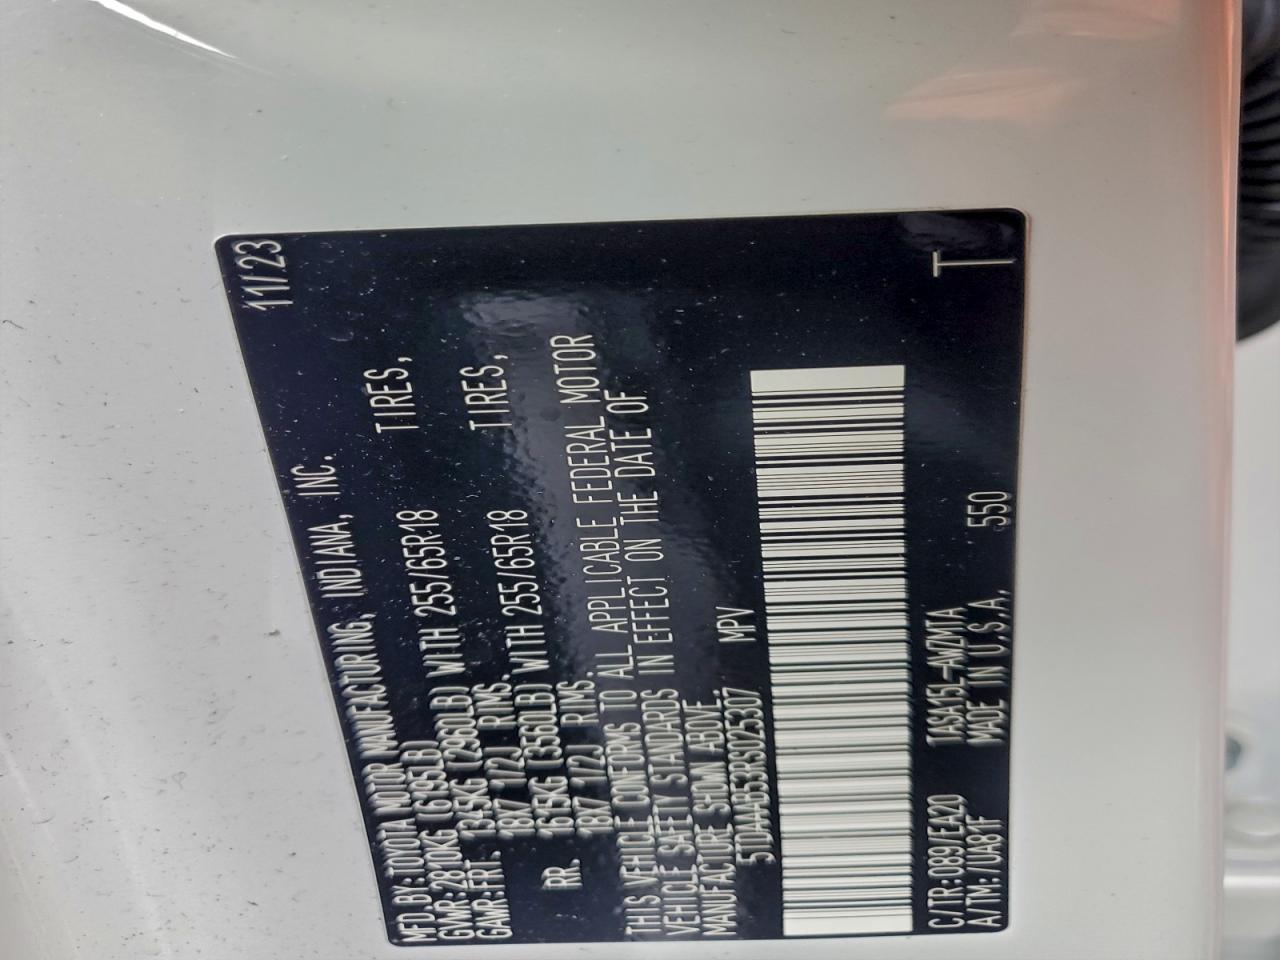 MFD.BY:TOYOTA MOTOR MANUFACTURING, INDIANA, INC. 11/23
GVWR:2810KG (6195LB)
GAWR:FRT. 1345KG (2960LB) WITH 255/65R18 TIRES,
18X7 1/2J RIMS.
RR. 1615KG (3560LB) WITH 255/65R18 TIRES,
18X7 1/2J RIMS.
THIS VEHICLE CONFORMS TO ALL APPLICABLE FEDERAL MOTOR
VEHICLE SAFETY STANDARDS IN EFFECT ON THE DATE OF
MANUFACTURE SHOWN ABOVE.
5TDAAAB53RS025307 MPV
C/TR:089/EA20 TASA15L-AWZMTA
A/TM:/UA81F MADE IN U.S.A. 550
T